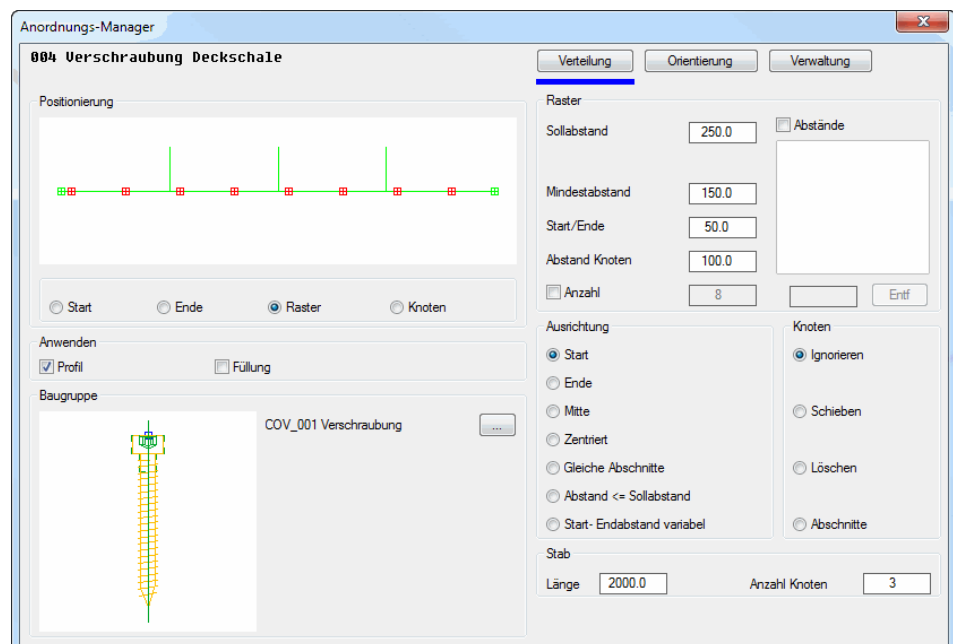 Anordnungs-Manager
004 Verschraubung Deckschale
Verteilung
Orientierung
Verwaltung
Positionierung
Start
Ende
Raster
Knoten
Anwenden
Profil
Füllung
Baugruppe
COV_001 Verschraubung
...
Raster
Sollabstand
250.0
Abstände
Mindestabstand
150.0
Start/Ende
50.0
Abstand Knoten
100.0
Anzahl
8
Entf
Ausrichtung
Start
Ende
Mitte
Zentriert
Gleiche Abschnitte
Abstand <= Sollabstand
Start- Endabstand variabel
Knoten
Ignorieren
Schieben
Löschen
Abschnitte
Stab
Länge
2000.0
Anzahl Knoten
3